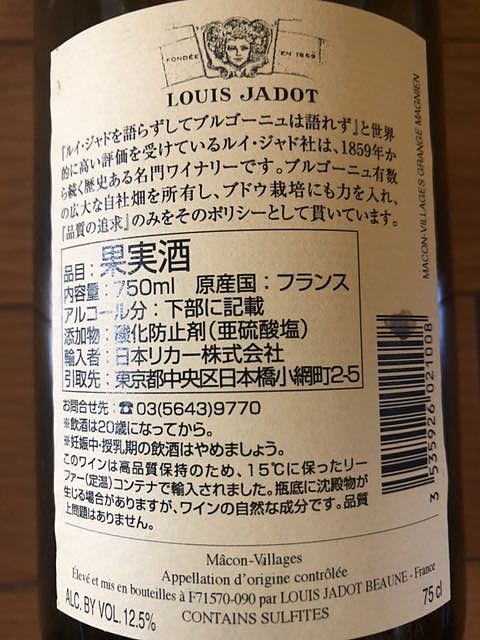 FONDÉE EN 1859
LOUIS JADOT
『ルイ・ジャドを語らずしてブルゴーニュは語れず』と世界
的に高い評価を受けているルイ・ジャド社は、1859年か
ら続く歴史ある名門ワイナリーです。ブルゴーニュ有数
の広大な自社畑を所有し、ブドウ栽培にも力を入れ、
『品質の追求』のみをそのポリシーとして貫いています。
品目:果実酒
内容量:750ml 原産国:フランス
アルコール分:下部に記載
添加物:酸化防止剤(亜硫酸塩)
輸入者:日本リカー株式会社
引取先:東京都中央区日本橋小網町2-5
お問合せ先:☎03(5643)9770
※飲酒は20歳になってから。
※妊娠中・授乳期の飲酒はやめましょう。
このワインは高品質保持のため、15℃に保ったリー
ファー(定温)コンテナで輸入されました。瓶底に沈殿物が
生じる場合がありますが、ワインの自然な成分です。品質
上問題はありません。
MACON-VILLAGES GRANGE MAGNIEN
3 535926 021008
Mâcon-Villages
Appellation d'origine contrôlée
Élevé et mis en bouteilles à F71570-090 par LOUIS JADOT BEAUNE - France
ALC. BY VOL. 12.5%
CONTAINS SULFITES
75 cl